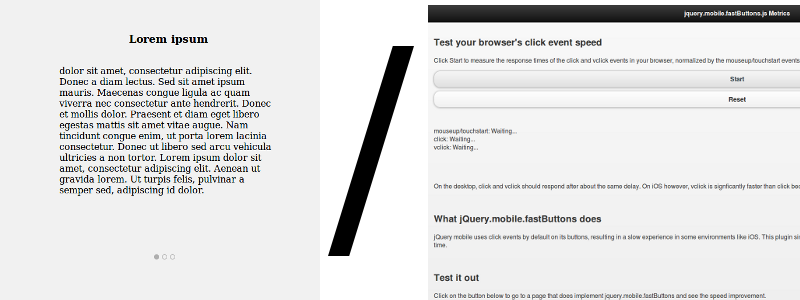 Lorem ipsum
dolor sit amet, consectetur adipiscing elit.
Donec a diam lectus. Sed sit amet ipsum
mauris. Maecenas congue ligula ac quam
viverra nec consectetur ante hendrerit. Donec
et mollis dolor. Praesent et diam eget libero
egestas mattis sit amet vitae augue. Nam
tincidunt congue enim, ut porta lorem lacinia
consectetur. Donec ut libero sed arcu vehicula
ultricies a non tortor. Lorem ipsum dolor sit
amet, consectetur adipiscing elit. Aenean ut
gravida lorem. Ut turpis felis, pulvinar a
semper sed, adipiscing id dolor.
/
jquery.mobile.fastButtons.js Metrics
Test your browser's click event speed
Click Start to measure the response times of the click and vclick events in your browser, normalized by the mouseup/touchstart events
Start
Reset
mouseup/touchstart: Waiting...
click: Waiting...
vclick: Waiting...
On the desktop, click and vclick should respond after about the same delay. On iOS however, vclick is signficantly faster than click bec
What jQuery.mobile.fastButtons does
jQuery mobile uses click events by default on its buttons, resulting in a slow experience in some environments like iOS. This plugin sin
time.
Test it out
Click on the button below to go to a page that does implement jquery.mobile.fastButtons and see the speed improvement.